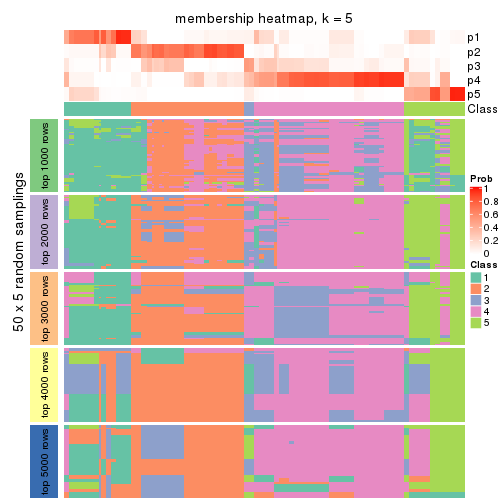 membership heatmap, k = 5
p1
p2
p3
p4
p5
Class
50 x 5 random samplings
top 1000 rows
top 2000 rows
top 3000 rows
top 4000 rows
top 5000 rows
Prob
1
0.8
0.6
0.4
0.2
0
Class
1
2
3
4
5